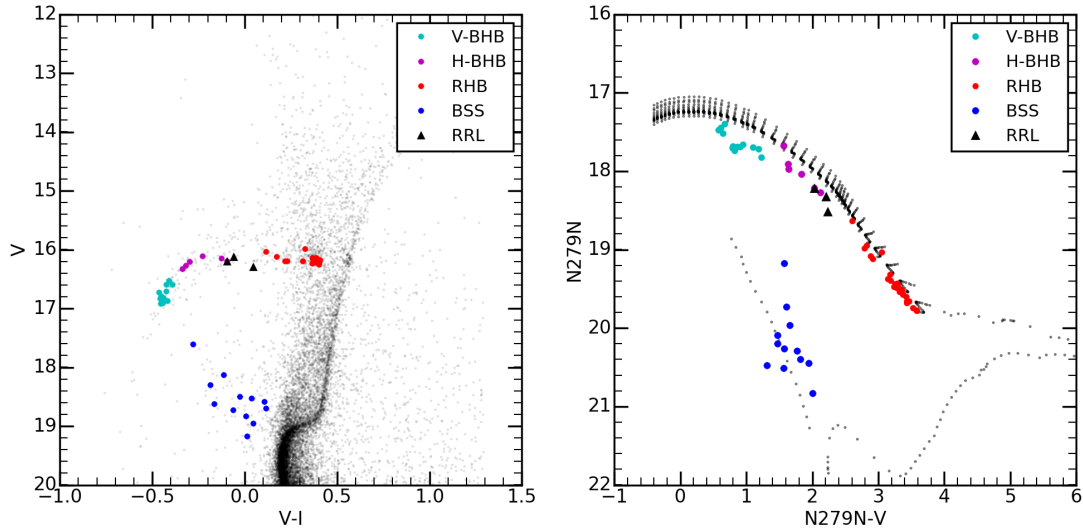 12
13
14
15
16
17
18
19
20
V
−1.0 −0.5 0.0 0.5 1.0 1.5
V-I
V-BHB
H-BHB
RHB
BSS
RRL
16
17
18
19
20
21
22
N279N
−1 0 1 2 3 4 5 6
N279N-V
V-BHB
H-BHB
RHB
BSS
RRL